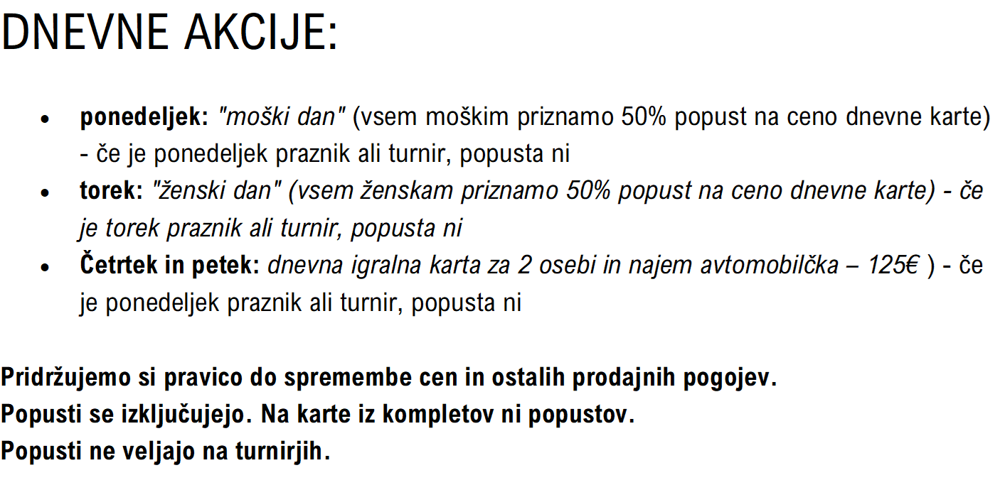 DNEVNE AKCIJE:
• ponedeljek: "moški dan" (vsem moškim priznamo 50% popust na ceno dnevne karte)
- če je ponedeljek praznik ali turnir, popusta ni
• torek: "ženski dan" (vsem ženskam priznamo 50% popust na ceno dnevne karte) - če
je torek praznik ali turnir, popusta ni
• Četrtek in petek: dnevna igralna karta za 2 osebi in najem avtomobilčka – 125€ ) - če
je ponedeljek praznik ali turnir, popusta ni
Pridržujemo si pravico do spremembe cen in ostalih prodajnih pogojev.
Popusti se izključujejo. Na karte iz kompletov ni popustov.
Popusti ne veljajo na turnirjih.